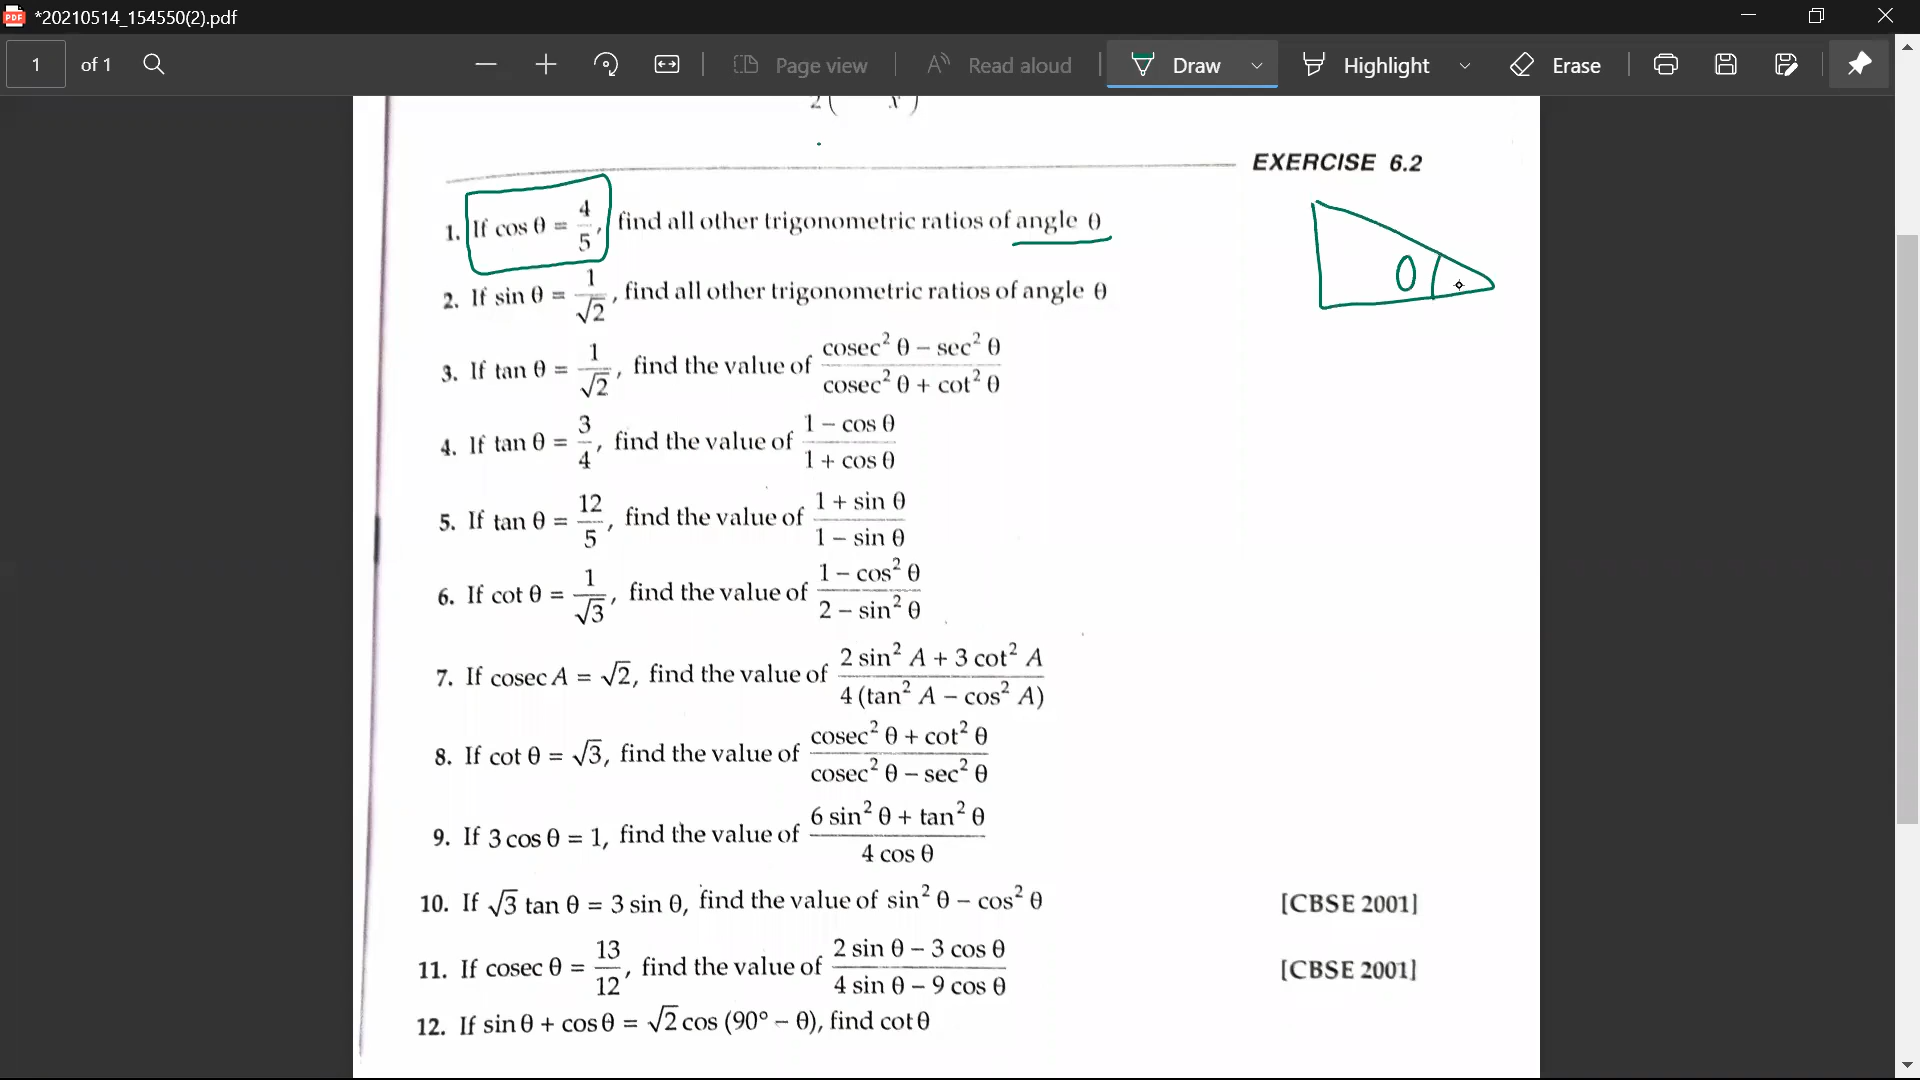 *20210514_154550(2).pdf
1 of 1 Page view Read aloud Draw Highlight Erase
EXERCISE 6.2
1. If cos θ = 4/5, find all other trigonometric ratios of angle θ
2. If sin θ = 1/√2, find all other trigonometric ratios of angle θ
3. If tan θ = 1/√2, find the value of (cosec² θ − sec² θ)/(cosec² θ + cot² θ)
4. If tan θ = 3/4, find the value of (1 − cos θ)/(1 + cos θ)
5. If tan θ = 12/5, find the value of (1 + sin θ)/(1 − sin θ)
6. If cot θ = 1/√3, find the value of (1 − cos² θ)/(2 − sin² θ)
7. If cosec A = √2, find the value of (2 sin² A + 3 cot² A)/(4 (tan² A − cos² A))
8. If cot θ = √3, find the value of (cosec² θ + cot² θ)/(cosec² θ − sec² θ)
9. If 3 cos θ = 1, find the value of (6 sin² θ + tan² θ)/(4 cos θ)
10. If √3 tan θ = 3 sin θ, find the value of sin² θ − cos² θ [CBSE 2001]
11. If cosec θ = 13/12, find the value of (2 sin θ − 3 cos θ)/(4 sin θ − 9 cos θ) [CBSE 2001]
12. If sin θ + cos θ = √2 cos (90° − θ), find cot θ